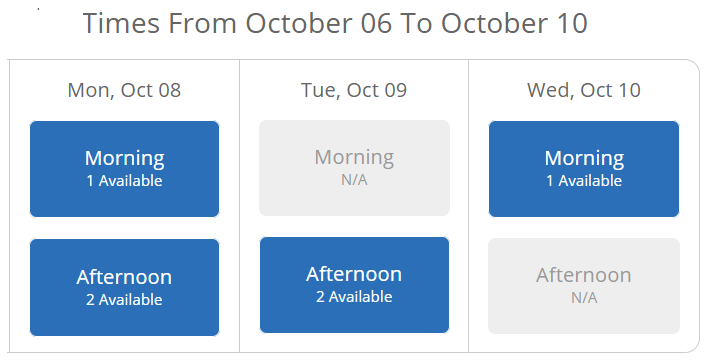 Times From October 06 To October 10
Mon, Oct 08
Morning
1 Available
Afternoon
2 Available
Tue, Oct 09
Morning
N/A
Afternoon
2 Available
Wed, Oct 10
Morning
1 Available
Afternoon
N/A